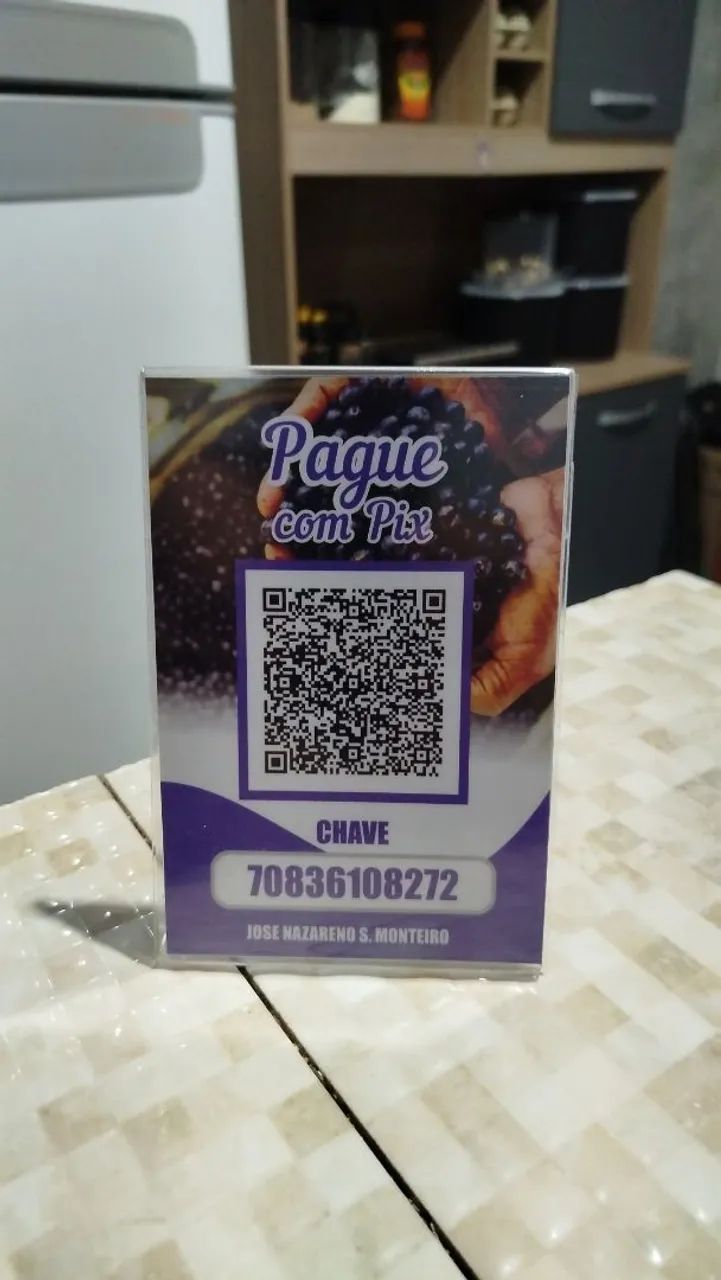 Pague
com Pix
CHAVE
70836108272
JOSE NAZARENO S. MONTEIRO